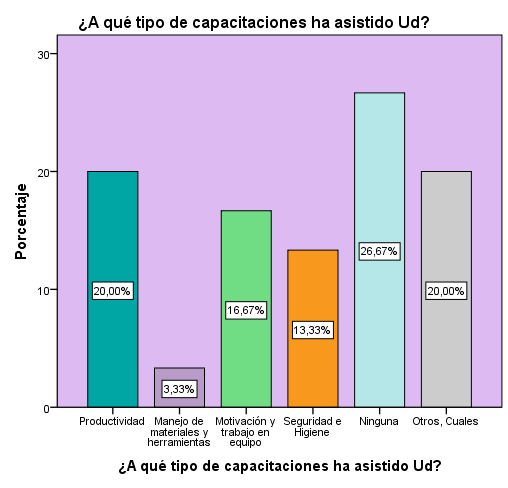 ¿A qué tipo de capacitaciones ha asistido Ud?
Porcentaje
30
20
10
0
20,00%
3,33%
16,67%
13,33%
26,67%
20,00%
Productividad
Manejo de
materiales y
herramientas
Motivación y
trabajo en
equipo
Seguridad e
Higiene
Ninguna
Otros, Cuales
¿A qué tipo de capacitaciones ha asistido Ud?